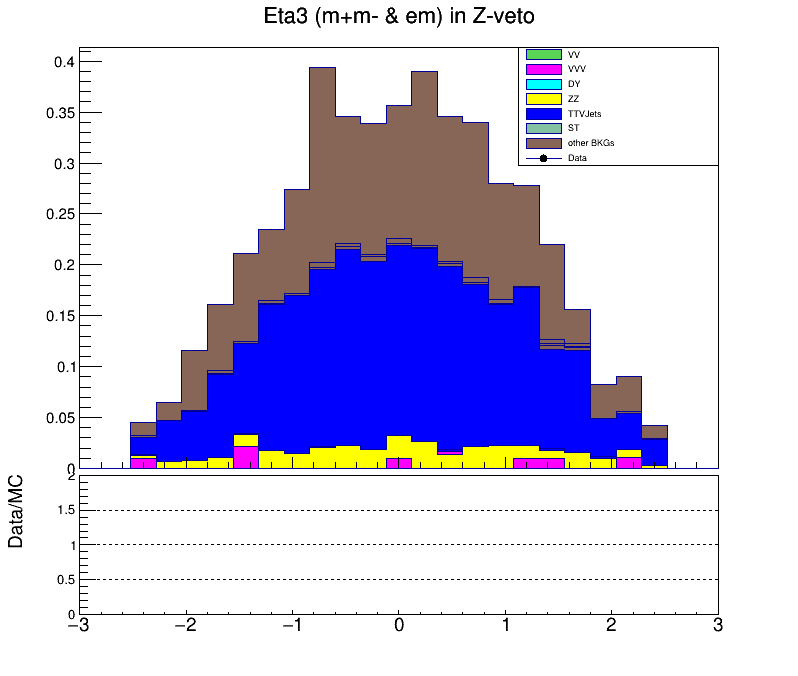 Eta3 (m+m- & em) in Z-veto
0.4
0.35
0.3
0.25
0.2
0.15
0.1
0.05
0
VV
VVV
DY
ZZ
TTVJets
ST
other BKGs
Data
Data/MC
2
1.5
1
0.5
0
−3 −2 −1 0 1 2 3